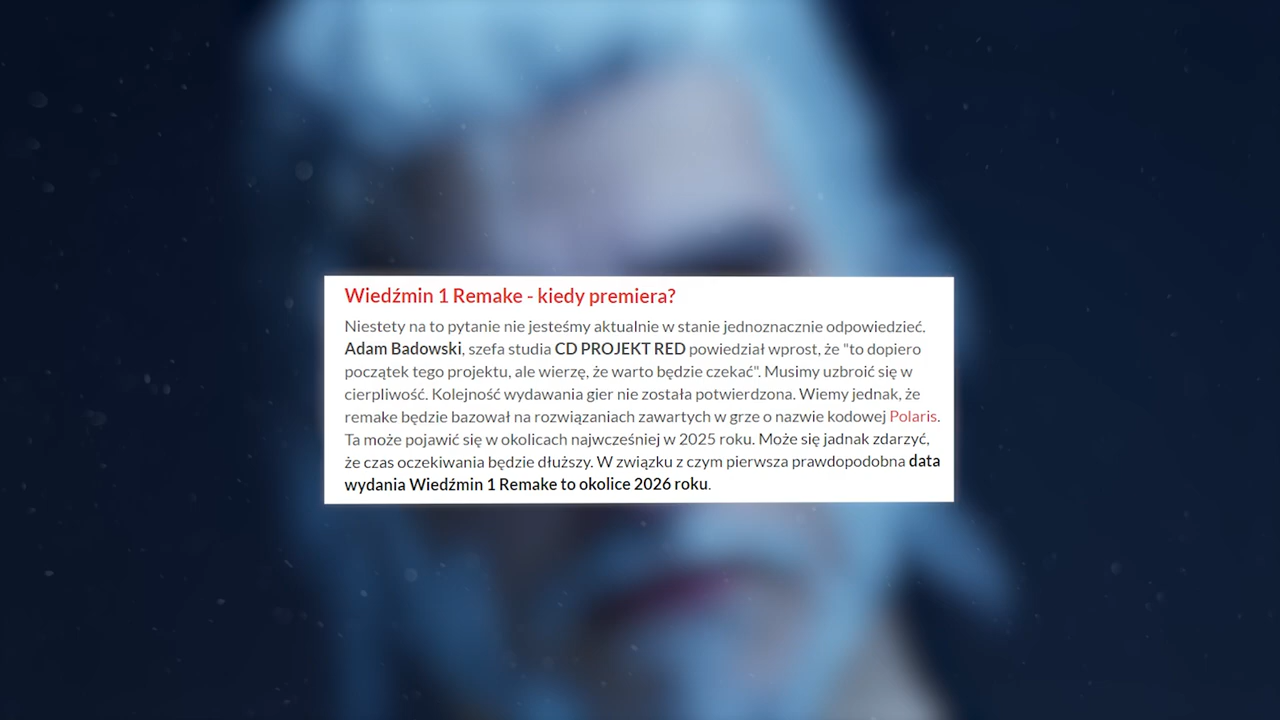 Wiedźmin 1 Remake - kiedy premiera?
Niestety na to pytanie nie jesteśmy aktualnie w stanie jednoznacznie odpowiedzieć.
Adam Badowski, szefa studia CD PROJEKT RED powiedział wprost, że "to dopiero
początek tego projektu, ale wierzę, że warto będzie czekać". Musimy uzbroić się w
cierpliwość. Kolejność wydawania gier nie została potwierdzona. Wiemy jednak, że
remake będzie bazował na rozwiązaniach zawartych w grze o nazwie kodowej Polaris.
Ta może pojawić się w okolicach najwcześniej w 2025 roku. Może się jadnak zdarzyć,
że czas oczekiwania będzie dłuższy. W związku z czym pierwsza prawdopodobna data
wydania Wiedźmin 1 Remake to okolice 2026 roku.